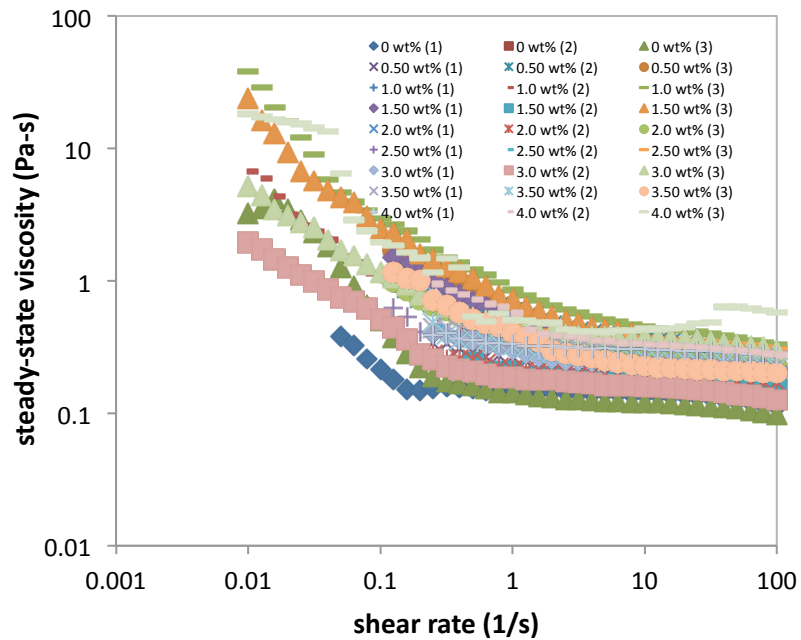 100
10
1
0.1
0.01
steady-state viscosity (Pa-s)
0 wt% (1) 0 wt% (2) 0 wt% (3)
0.50 wt% (1) 0.50 wt% (2) 0.50 wt% (3)
1.0 wt% (1) 1.0 wt% (2) 1.0 wt% (3)
1.50 wt% (1) 1.50 wt% (2) 1.50 wt% (3)
2.0 wt% (1) 2.0 wt% (2) 2.0 wt% (3)
2.50 wt% (1) 2.50 wt% (2) 2.50 wt% (3)
3.0 wt% (1) 3.0 wt% (2) 3.0 wt% (3)
3.50 wt% (1) 3.50 wt% (2) 3.50 wt% (3)
4.0 wt% (1) 4.0 wt% (2) 4.0 wt% (3)
0.001 0.01 0.1 1 10 100
shear rate (1/s)